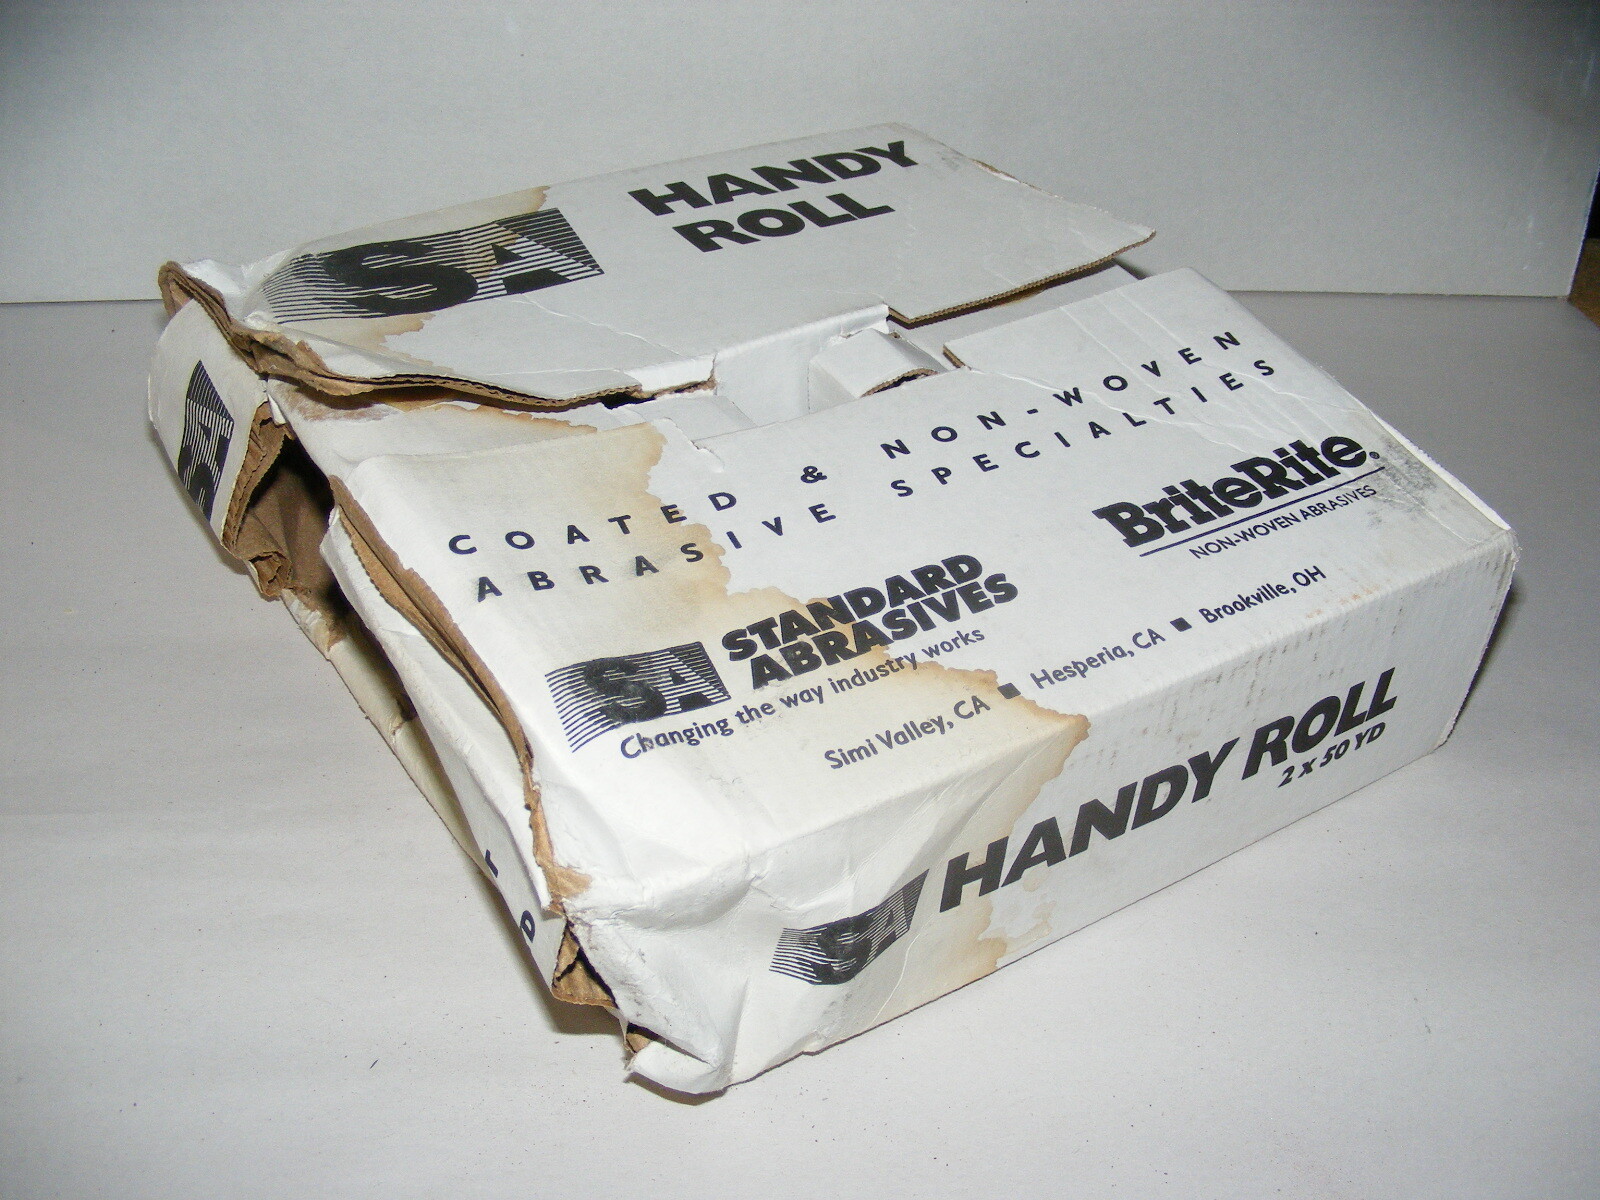 SA
HANDY
ROLL
SA
COATED & NON-WOVEN
ABRASIVE SPECIALTIES
BriteRite®
NON-WOVEN ABRASIVES
SA
STANDARD
ABRASIVES
Changing the way industry works
Simi Valley, CA ■ Hesperia, CA ■ Brookville, OH
SA HANDY ROLL
2 x 50 YD